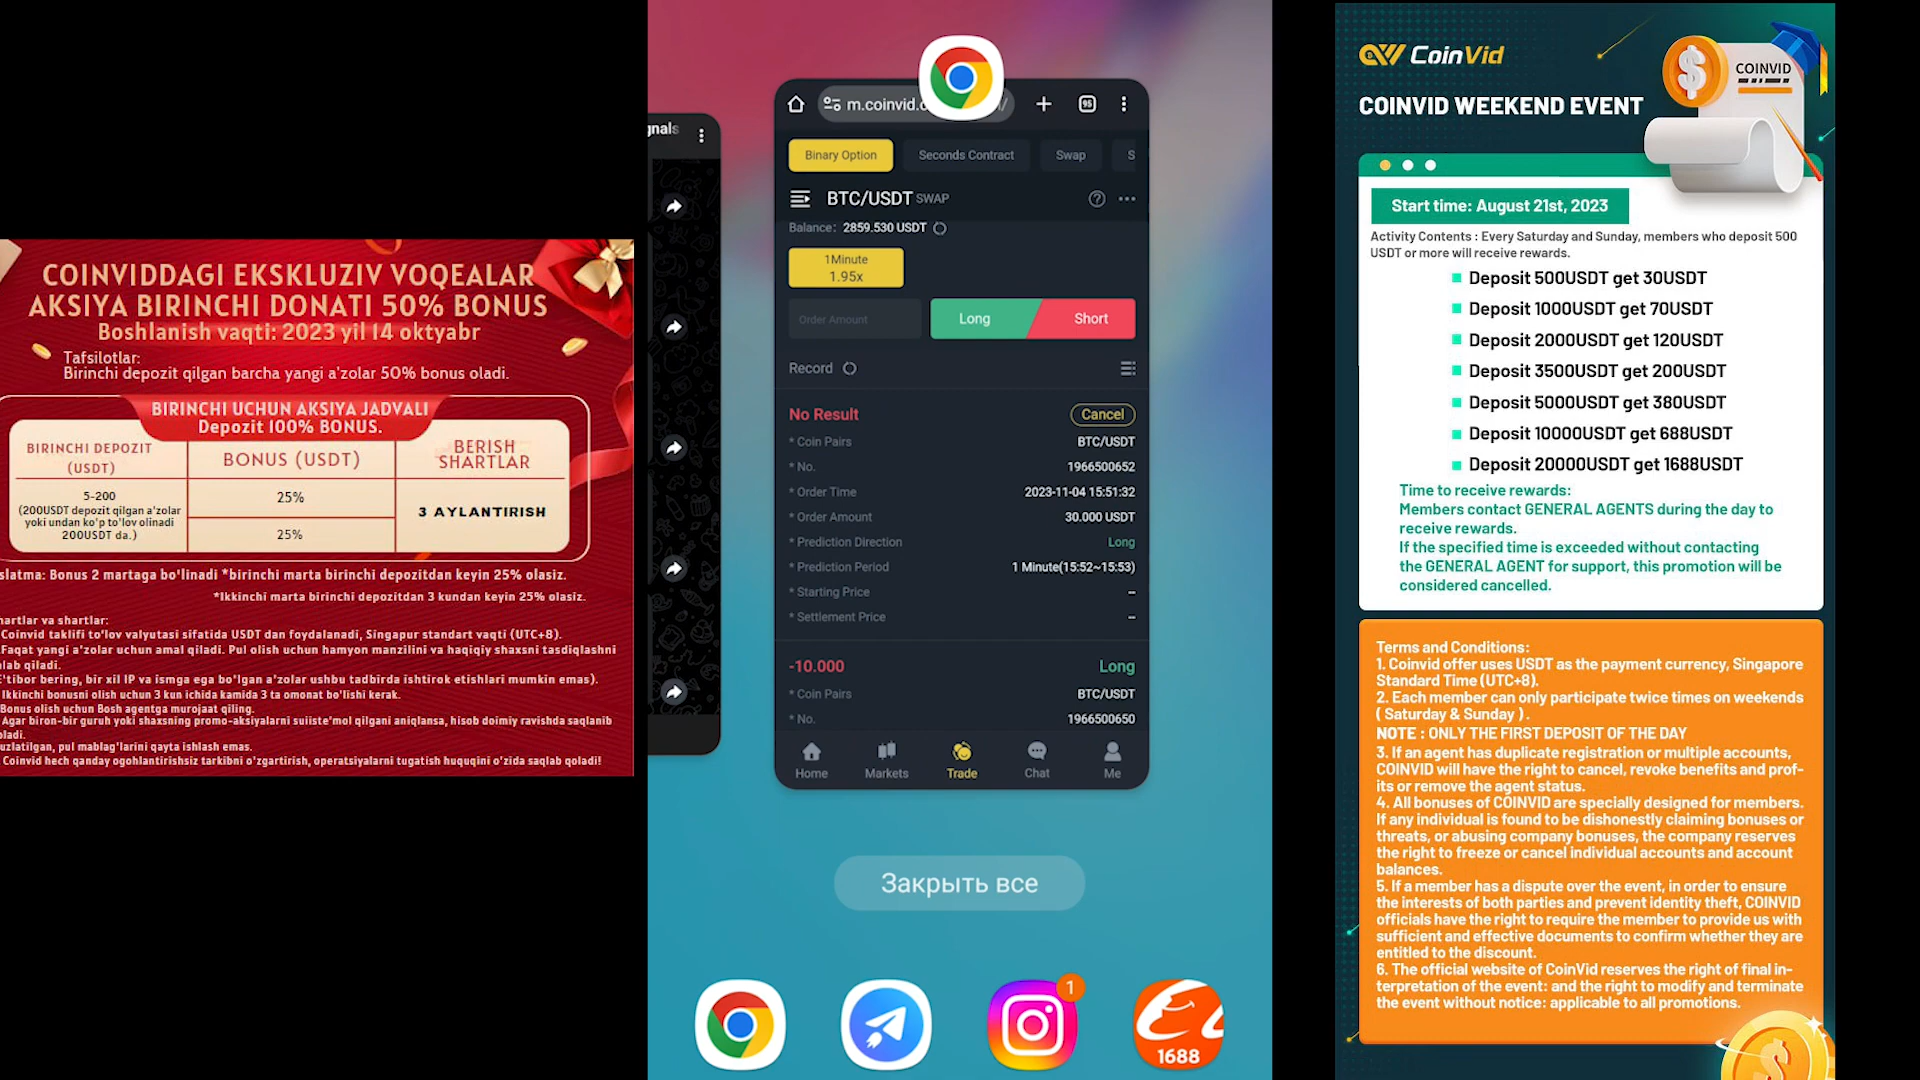 COINVIDDAGI EKSKLUZIV VOQEALAR
AKSIYA BIRINCHI DONATI 50% BONUS
Boshlanish vaqti: 2023 yil 14 oktyabr
Tafsilotlar:
Birinchi depozit qilgan barcha yangi a'zolar 50% bonus oladi.
BIRINCHI UCHUN AKSIYA JADVALI
Depozit 100% BONUS.
BIRINCHI DEPOZIT
(USDT)
BONUS (USDT)
BERISH
SHARTLAR
5-200
(200USDT depozit qilgan a'zolar
yoki undan ko'p to'lov olinadi
200USDT da.)
25%
25%
3 AYLANTIRISH
slatma: Bonus 2 martaga bo'linadi *birinchi marta birinchi depozitdan keyin 25% olasiz.
*Ikkinchi marta birinchi depozitdan 3 kundan keyin 25% olasiz.
hartlar va shartlar:
Coinvid taklifi to'lov valyutasi sifatida USDT dan foydalanadi, Singapur standart vaqti (UTC+8).
Faqat yangi a'zolar uchun amal qiladi. Pul olish uchun hamyon manzilini va haqiqiy shaxsni tasdiqlashni
lab qiladi.
E'tibor bering, bir xil IP va ismga ega bo'lgan a'zolar ushbu tadbirda ishtirok etishlari mumkin emas).
Ikkinchi bonusni olish uchun 3 kun ichida kamida 3 ta omonat bo'lishi kerak.
Bonus olish uchun Bosh agentga murojaat qiling.
Agar biron-bir guruh yoki shaxsning promo-aksiyalarni suiiste'mol qilgani aniqlansa, hisob doimiy ravishda saqlanib
oladi.
uzlatilgan, pul mablag'larini qayta ishlash emas.
Coinvid hech qanday ogohlantirishsiz tarkibni o'zgartirish, operatsiyalarni tugatish huquqini o'zida saqlab qoladi!
gnals
m.coinvid.c
95
Binary Option
Seconds Contract
Swap
S
BTC/USDT SWAP
Balance: 2859.530 USDT
1Minute
1.95x
Order Amount
Long
Short
Record
No Result
Cancel
* Coin Pairs BTC/USDT
* No. 1966500652
* Order Time 2023-11-04 15:51:32
* Order Amount 30.000 USDT
* Prediction Direction Long
* Prediction Period 1 Minute(15:52~15:53)
* Starting Price –
* Settlement Price –
-10.000 Long
* Coin Pairs BTC/USDT
* No. 1966500650
Home
Markets
Trade
Chat
Me
Закрыть все
1
1688
CoinVid
COINVID
COINVID WEEKEND EVENT
Start time: August 21st, 2023
Activity Contents : Every Saturday and Sunday, members who deposit 500
USDT or more will receive rewards.
Deposit 500USDT get 30USDT
Deposit 1000USDT get 70USDT
Deposit 2000USDT get 120USDT
Deposit 3500USDT get 200USDT
Deposit 5000USDT get 380USDT
Deposit 10000USDT get 688USDT
Deposit 20000USDT get 1688USDT
Time to receive rewards:
Members contact GENERAL AGENTS during the day to
receive rewards.
If the specified time is exceeded without contacting
the GENERAL AGENT for support, this promotion will be
considered cancelled.
Terms and Conditions:
1. Coinvid offer uses USDT as the payment currency, Singapore
Standard Time (UTC+8).
2. Each member can only participate twice times on weekends
( Saturday & Sunday ) .
NOTE : ONLY THE FIRST DEPOSIT OF THE DAY
3. If an agent has duplicate registration or multiple accounts,
COINVID will have the right to cancel, revoke benefits and prof-
its or remove the agent status.
4. All bonuses of COINVID are specially designed for members.
If any individual is found to be dishonestly claiming bonuses or
threats, or abusing company bonuses, the company reserves
the right to freeze or cancel individual accounts and account
balances.
5. If a member has a dispute over the event, in order to ensure
the interests of both parties and prevent identity theft, COINVID
officials have the right to require the member to provide us with
sufficient and effective documents to confirm whether they are
entitled to the discount.
6. The official website of CoinVid reserves the right of final in-
terpretation of the event: and the right to modify and terminate
the event without notice: applicable to all promotions.